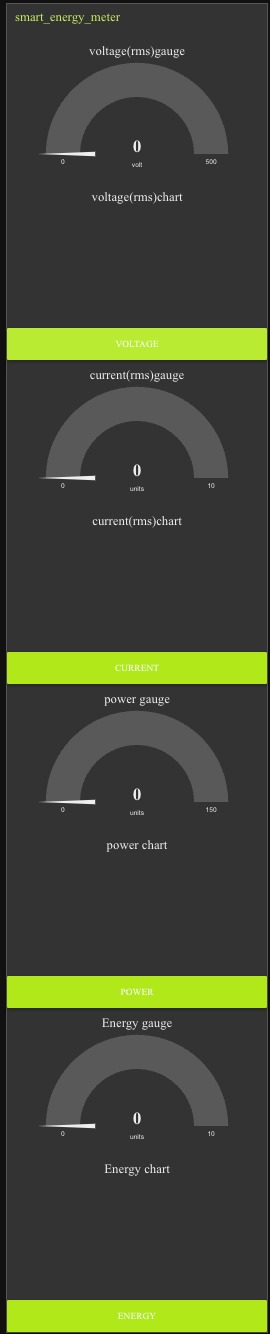 smart_energy_meter
voltage(rms)gauge
0
0
volt
500
voltage(rms)chart
VOLTAGE
current(rms)gauge
0
0
units
10
current(rms)chart
CURRENT
power gauge
0
0
units
150
power chart
POWER
Energy gauge
0
0
units
10
Energy chart
ENERGY